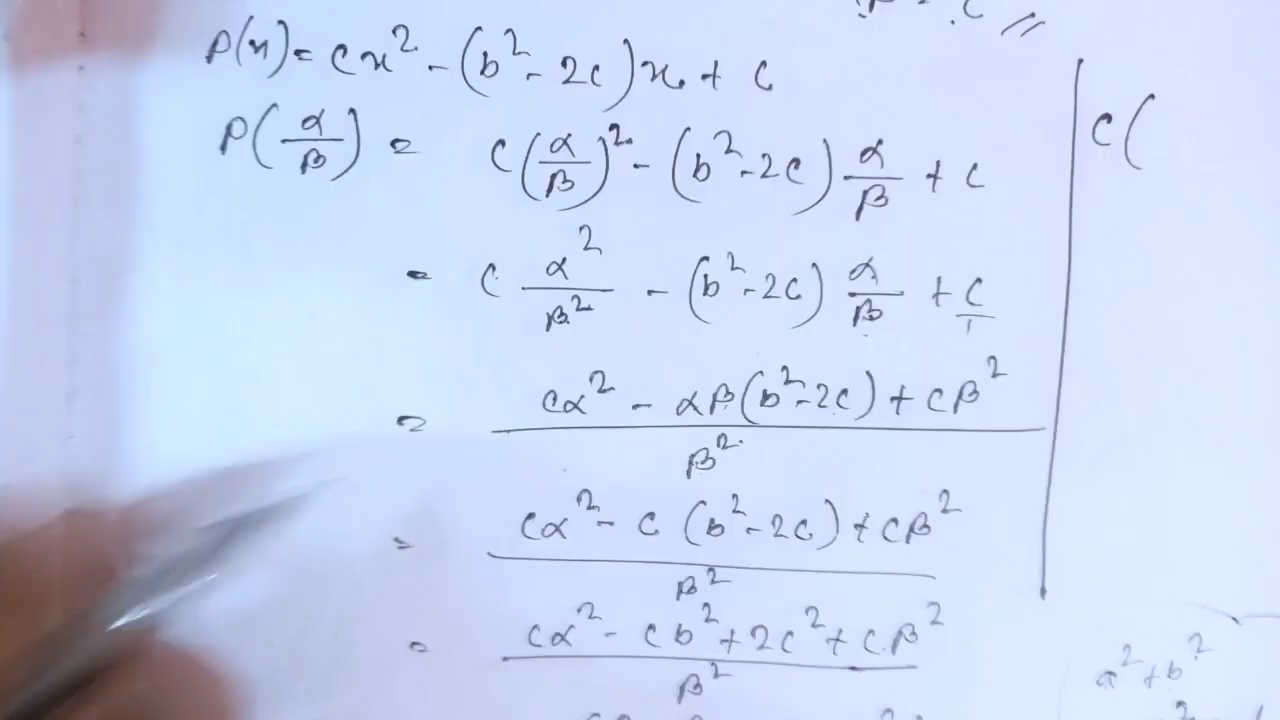 P(x) = cx² - (b² - 2c)x + c
P(α/β) = c(α/β)² - (b² - 2c) α/β + c
= c α²/β² - (b² - 2c) α/β + c/1
= (cα² - αβ(b² - 2c) + cβ²)/β²
= (cα² - c(b² - 2c) + cβ²)/β²
= (cα² - cb² + 2c² + cβ²)/β²
c(
a² + b²